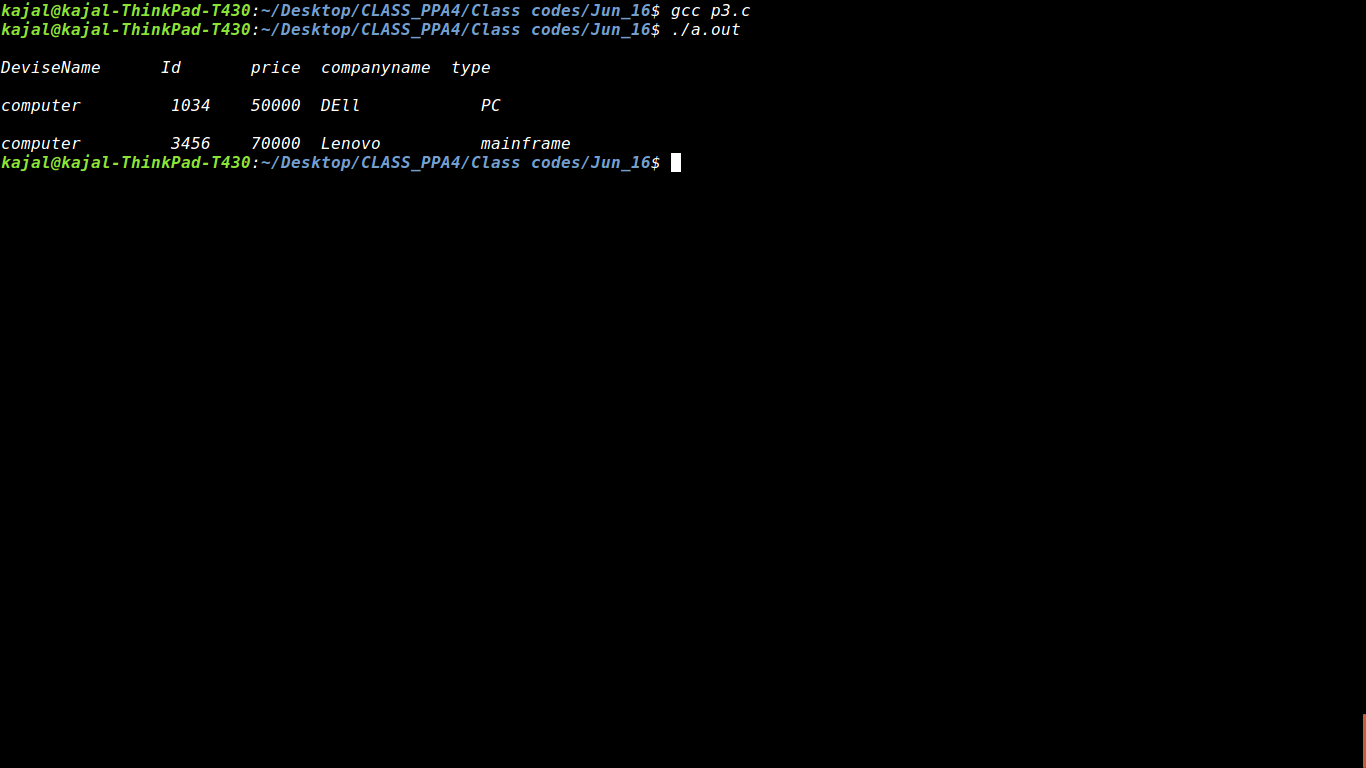 kajal@kajal-ThinkPad-T430:~/Desktop/CLASS_PPA4/Class codes/Jun_16$ gcc p3.c
kajal@kajal-ThinkPad-T430:~/Desktop/CLASS_PPA4/Class codes/Jun_16$ ./a.out
DeviseName      Id       price  companyname  type
computer         1034    50000  DEll            PC
computer         3456    70000  Lenovo          mainframe
kajal@kajal-ThinkPad-T430:~/Desktop/CLASS_PPA4/Class codes/Jun_16$